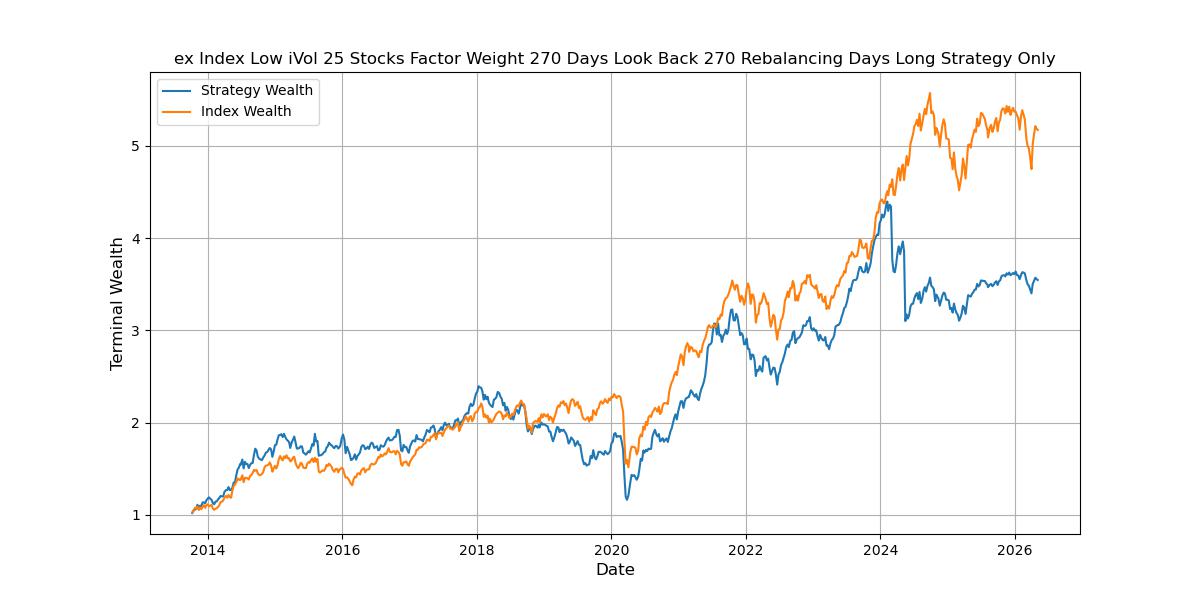 ex Index Low iVol 25 Stocks Factor Weight 270 Days Look Back 270 Rebalancing Days Long Strategy Only
Strategy Wealth
Index Wealth
Terminal Wealth
5
4
3
2
1
2014 2016 2018 2020 2022 2024 2026
Date